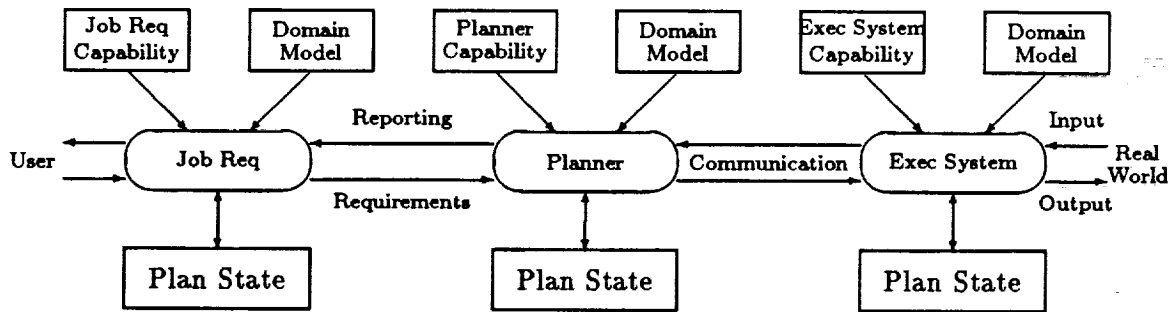 Job Req
Capability
Domain
Model
Planner
Capability
Domain
Model
Exec System
Capability
Domain
Model
Reporting
Input
User
Job Req
Planner
Communication
Exec System
Real
World
Requirements
Output
Plan State
Plan State
Plan State